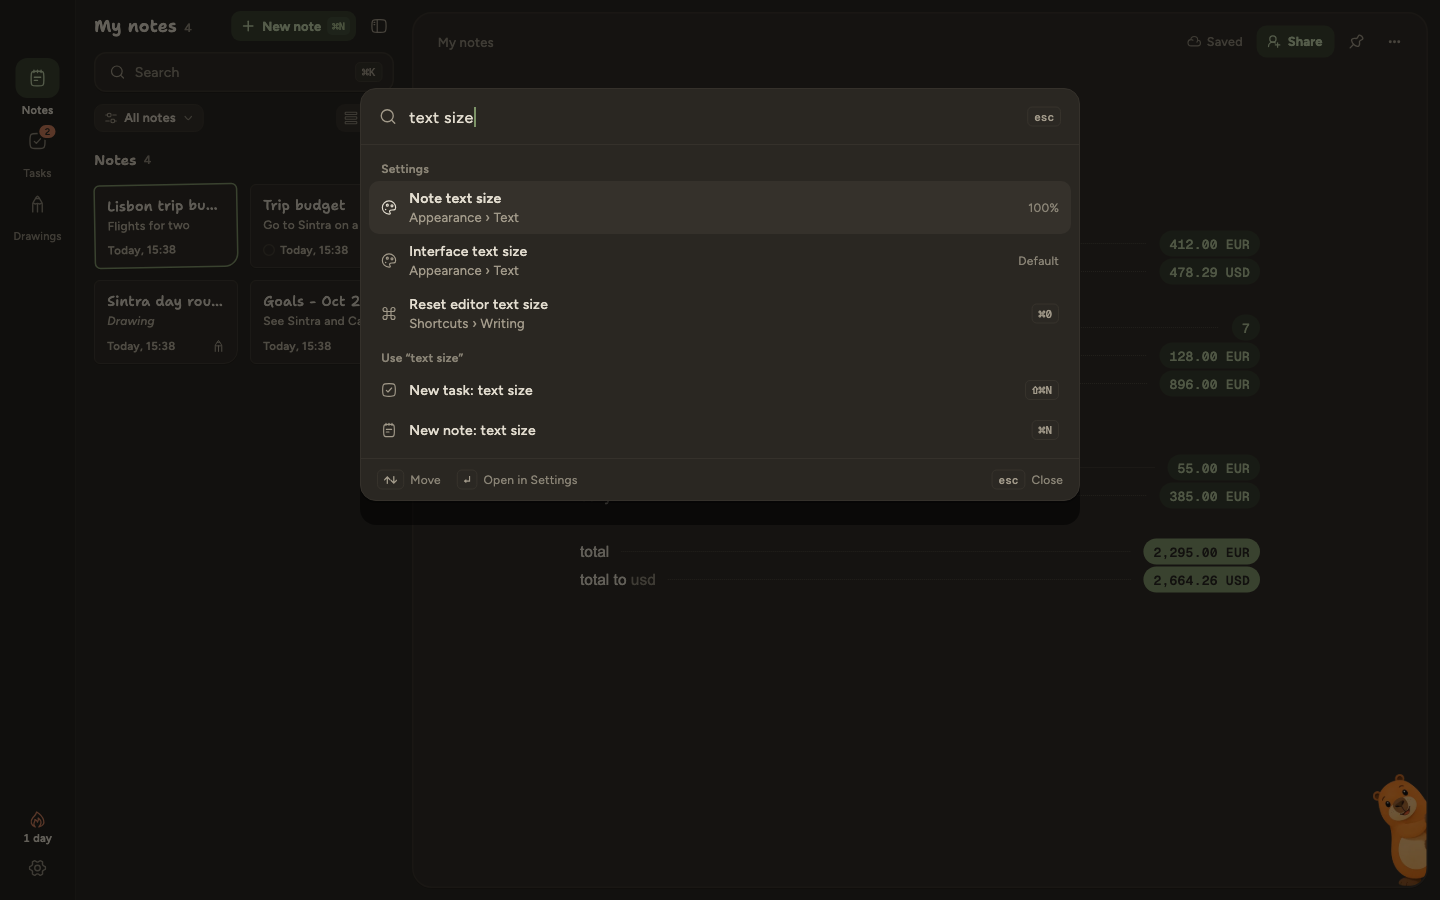 My notes 4
New note ⌘N
Search ⌘K
All notes
Notes
2
Tasks
Drawings
Notes 4
Lisbon trip bu...
Flights for two
Today, 15:38
Trip budget
Go to Sintra on a
Today, 15:38
Sintra day rou...
Drawing
Today, 15:38
Goals - Oct 2
See Sintra and Ca
Today, 15:38
1 day
My notes
Saved
Share
text size
esc
Settings
Note text size
Appearance › Text
100%
Interface text size
Appearance › Text
Default
Reset editor text size
Shortcuts › Writing
⌘0
Use “text size”
New task: text size
⇧⌘N
New note: text size
⌘N
Move
Open in Settings
esc Close
412.00 EUR
478.29 USD
7
128.00 EUR
896.00 EUR
55.00 EUR
385.00 EUR
total 2,295.00 EUR
total to usd 2,664.26 USD